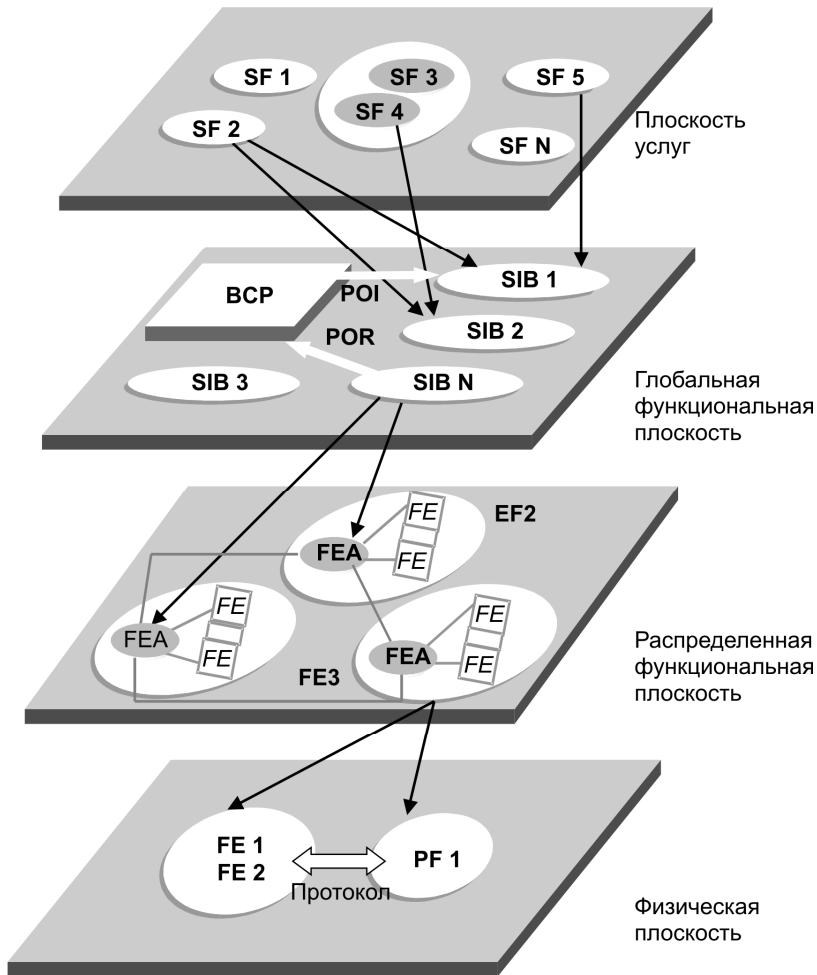 SF 1
SF 3
SF 5
SF 4
SF 2
SF N
Плоскость
услуг
BCP
POI
SIB 1
POR
SIB 2
SIB 3
SIB N
Глобальная
функциональная
плоскость
FE
EF2
FEA
FE
FE
FE
FEA
FE
FEA
FE
FE3
Распределенная
функциональная
плоскость
FE 1
FE 2
PF 1
Протокол
Физическая
плоскость